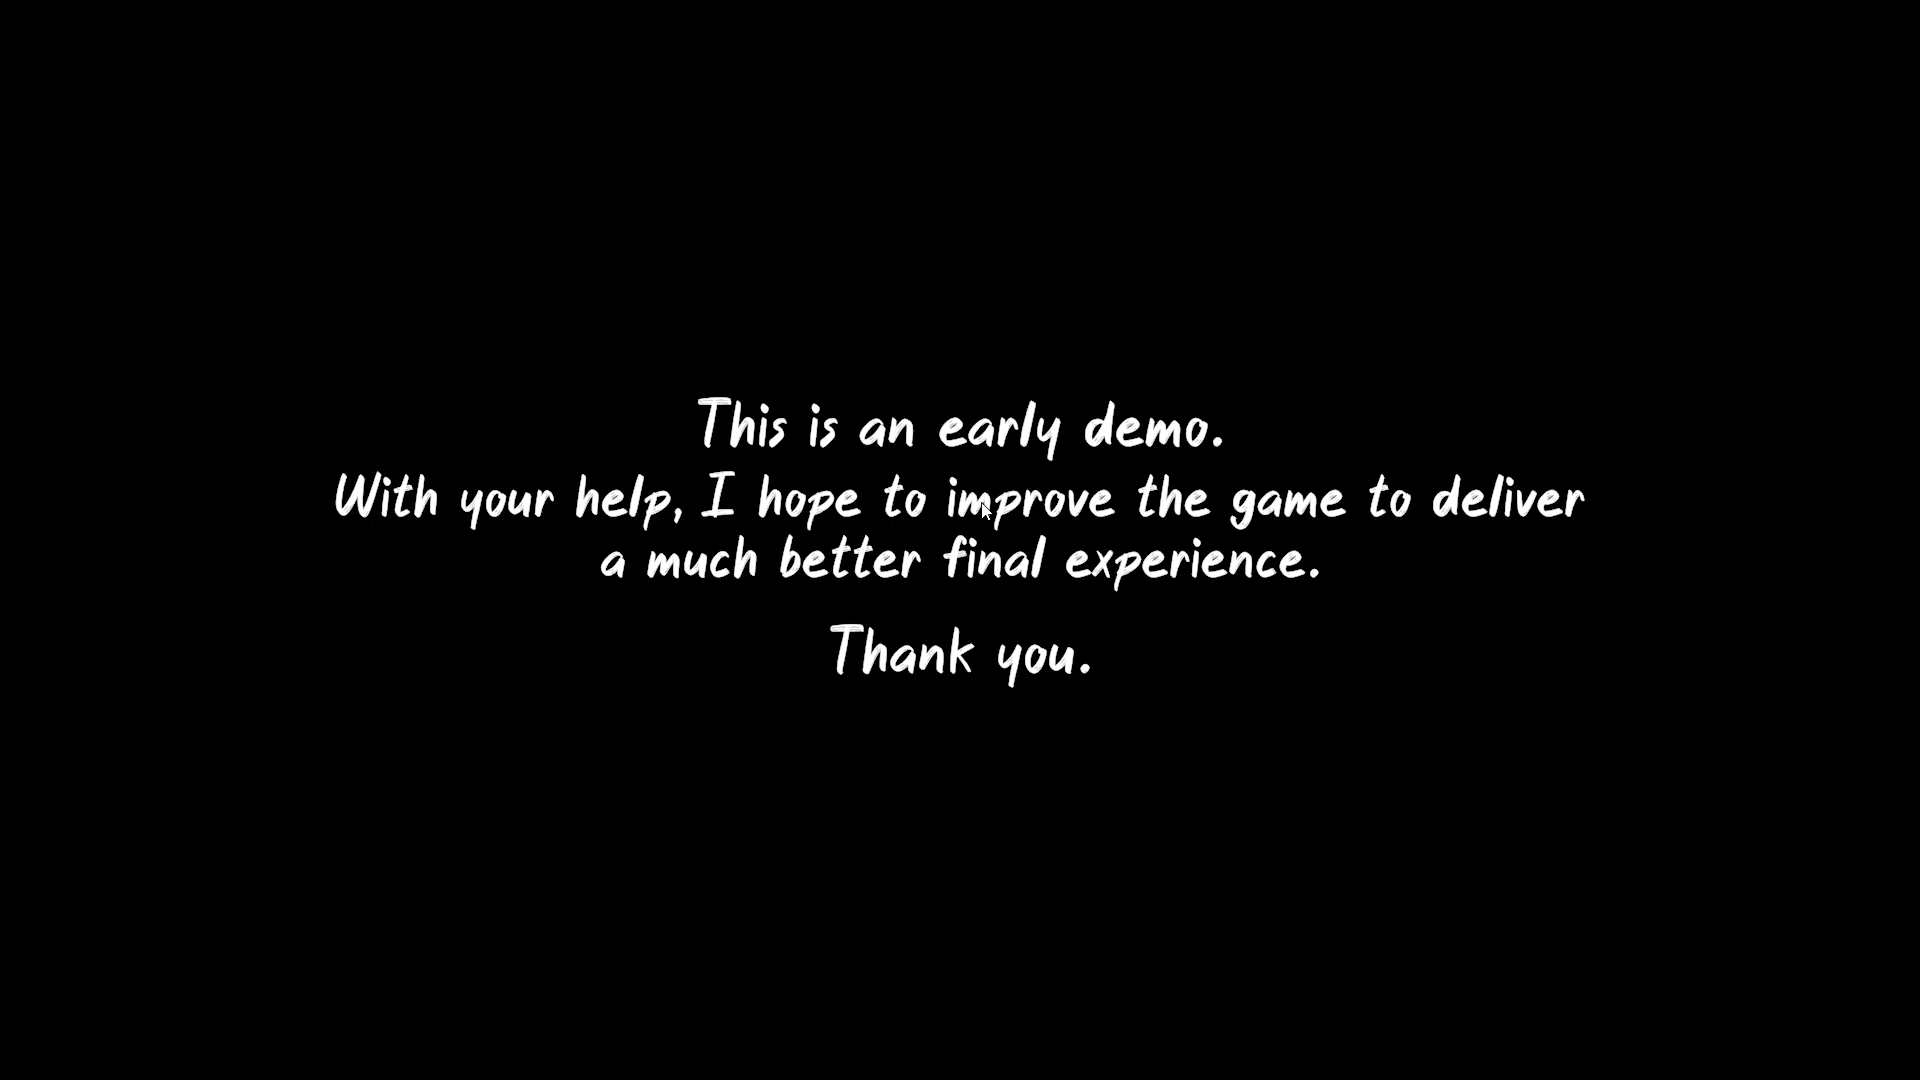 This is an early demo.
With your help, I hope to improve the game to deliver
a much better final experience.
Thank you.